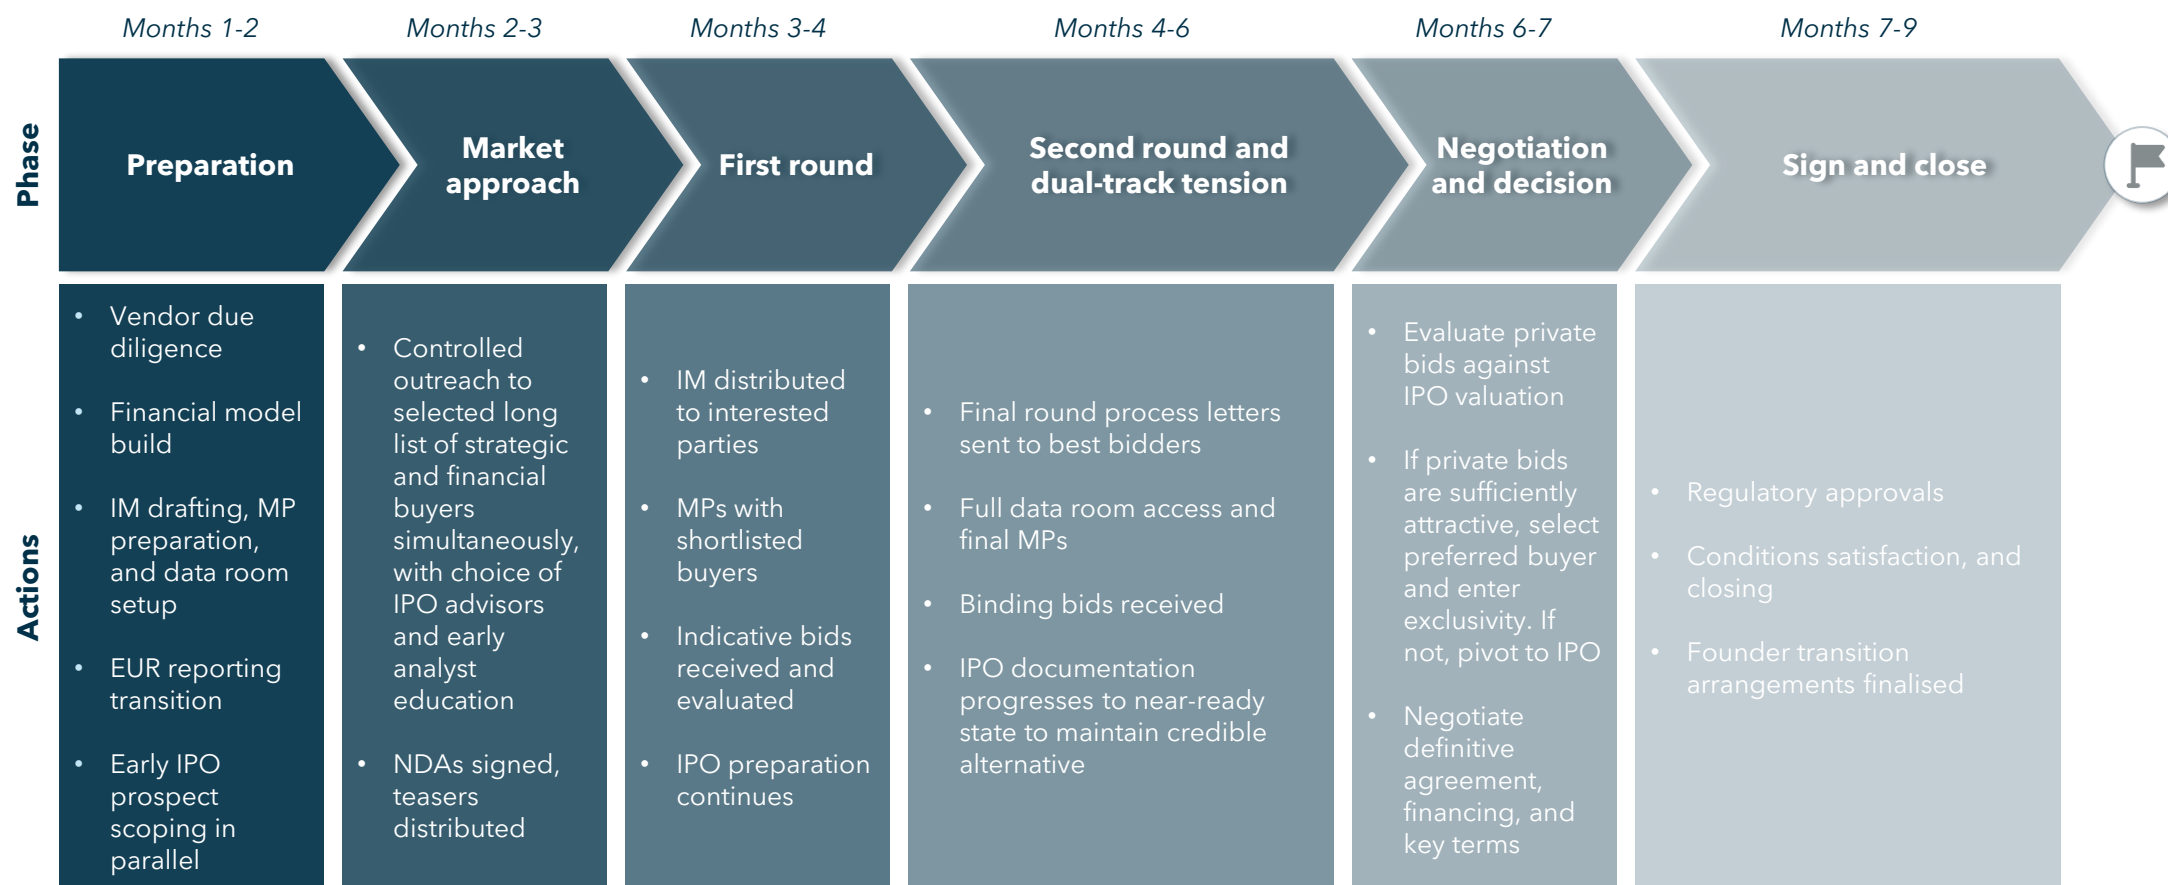 Months 1-2
Months 2-3
Months 3-4
Months 4-6
Months 6-7
Months 7-9
Phase
Preparation
Market
approach
First round
Second round and
dual-track tension
Negotiation
and decision
Sign and close
Actions
• Vendor due
diligence
• Financial model
build
• IM drafting, MP
preparation,
and data room
setup
• EUR reporting
transition
• Early IPO
prospect
scoping in
parallel
• Controlled
outreach to
selected long
list of strategic
and financial
buyers
simultaneously,
with choice of
IPO advisors
and early
analyst
education
• NDAs signed,
teasers
distributed
• IM distributed
to interested
parties
• MPs with
shortlisted
buyers
• Indicative bids
received and
evaluated
• IPO preparation
continues
• Final round process letters
sent to best bidders
• Full data room access and
final MPs
• Binding bids received
• IPO documentation
progresses to near-ready
state to maintain credible
alternative
• Evaluate private
bids against
IPO valuation
• If private bids
are sufficiently
attractive, select
preferred buyer
and enter
exclusivity. If
not, pivot to IPO
• Negotiate
definitive
agreement,
financing, and
key terms
• Regulatory approvals
• Conditions satisfaction, and
closing
• Founder transition
arrangements finalised